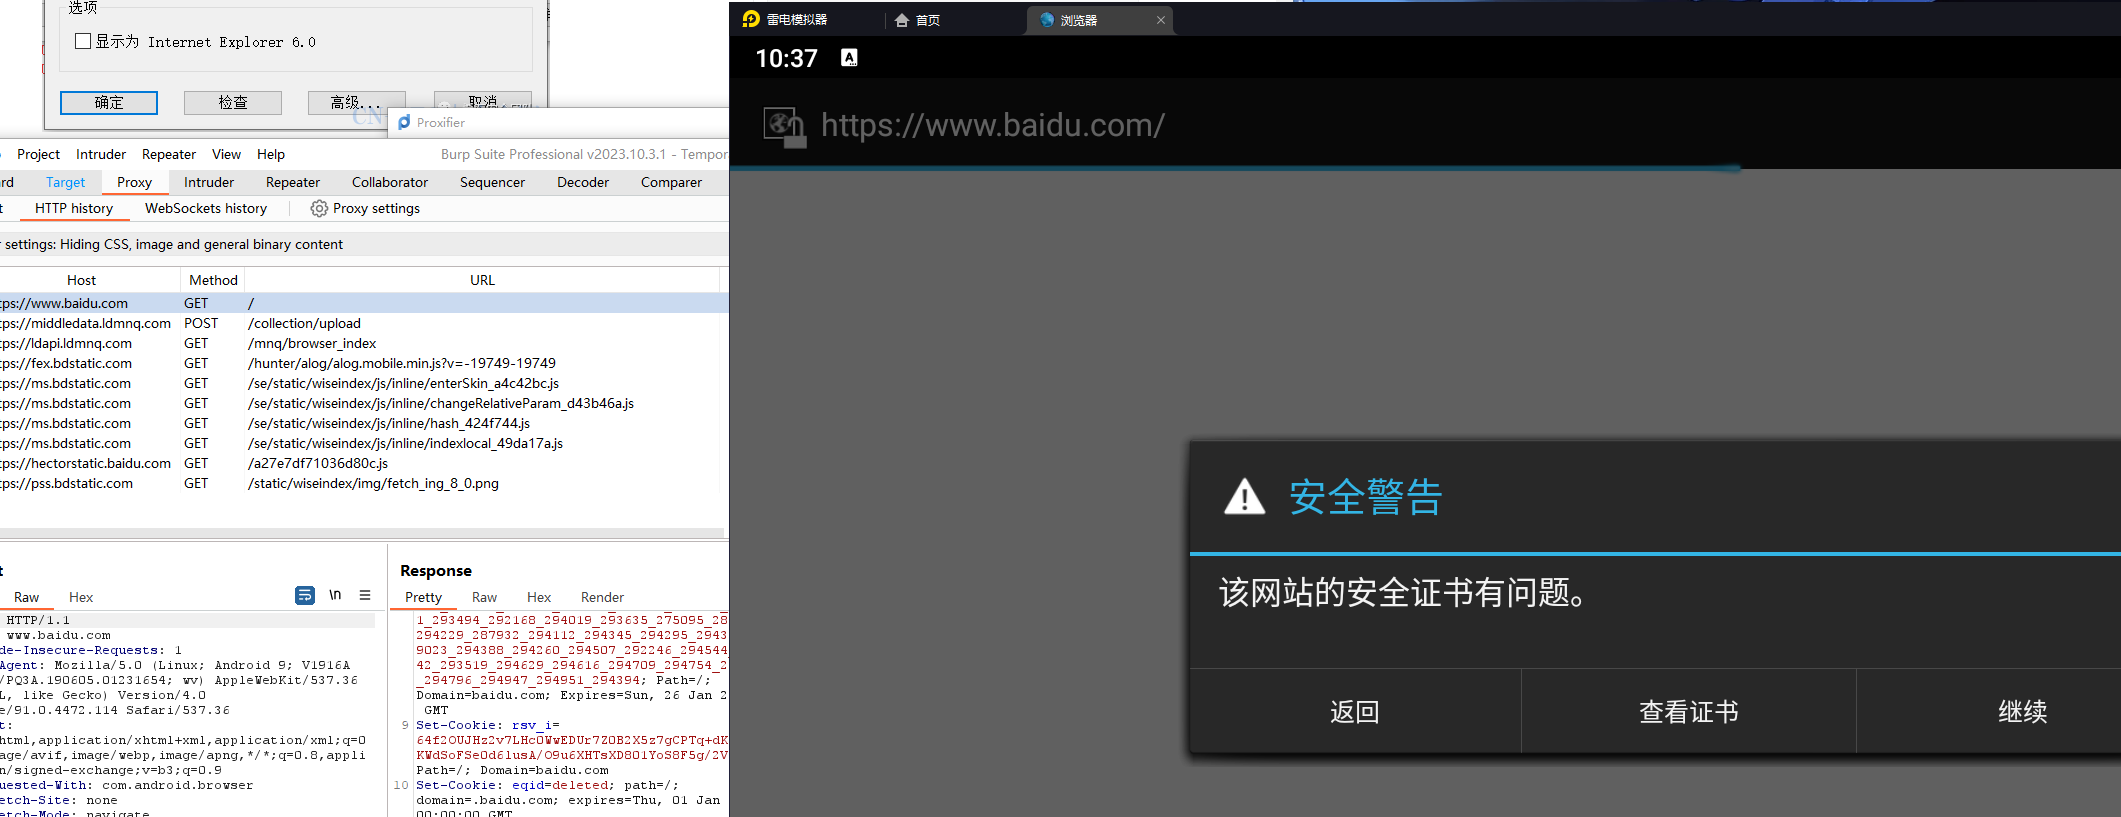 选项
显示为 Internet Explorer 6.0
确定
检查
高级...
取消
CN
Proxifier
Project Intruder Repeater View Help
Burp Suite Professional v2023.10.3.1 - Tempor
rd Target Proxy Intruder Repeater Collaborator Sequencer Decoder Comparer
t HTTP history WebSockets history Proxy settings
r settings: Hiding CSS, image and general binary content
Host Method URL
tps://www.baidu.com GET /
tps://middledata.ldmnq.com POST /collection/upload
tps://ldapi.ldmnq.com GET /mnq/browser_index
tps://fex.bdstatic.com GET /hunter/alog/alog.mobile.min.js?v=-19749-19749
tps://ms.bdstatic.com GET /se/static/wiseindex/js/inline/enterSkin_a4c42bc.js
tps://ms.bdstatic.com GET /se/static/wiseindex/js/inline/changeRelativeParam_d43b46a.js
tps://ms.bdstatic.com GET /se/static/wiseindex/js/inline/hash_424f744.js
tps://ms.bdstatic.com GET /se/static/wiseindex/js/inline/indexlocal_49da17a.js
tps://hectorstatic.baidu.com GET /a27e7df71036d80c.js
tps://pss.bdstatic.com GET /static/wiseindex/img/fetch_ing_8_0.png
t
Raw Hex \n
HTTP/1.1
www.baidu.com
de-Insecure-Requests: 1
Agent: Mozilla/5.0 (Linux; Android 9; V1916A
/PQ3A.190605.01231654; wv) AppleWebKit/537.36
L, like Gecko) Version/4.0
e/91.0.4472.114 Safari/537.36
t:
html,application/xhtml+xml,application/xml;q=0
age/avif,image/webp,image/apng,*/*;q=0.8,appli
n/signed-exchange;v=b3;q=0.9
uested-With: com.android.browser
etch-Site: none
etch-Mode: navigate
Response
Pretty Raw Hex Render
1_293494_292168_294019_293635_275095_28
294229_287932_294112_294345_294295_2943
9023_294388_294260_294507_292246_294544
42_293519_294629_294616_294709_294754_2
_294796_294947_294951_294394; Path=/;
Domain=baidu.com; Expires=Sun, 26 Jan 2
GMT
9 Set-Cookie: rsv_i=
64f2OUJHz2v7LHc0WwEDUr7Z0B2X5z7gCPTq+dK
KWdSoFSe0d61usA/O9u6XHTsXD801YoS8F5g/2V
Path=/; Domain=baidu.com
10 Set-Cookie: eqid=deleted; path=/;
domain=.baidu.com; expires=Thu, 01 Jan
00:00:00 GMT
雷电模拟器
首页
浏览器
10:37 A
https://www.baidu.com/
安全警告
该网站的安全证书有问题。
返回
查看证书
继续